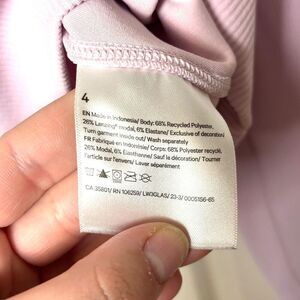 4
EN Made in Indonesia/ Body: 68% Recycled Polyester,
26% Lenzing™ modal, 6% Elastane/ Exclusive of decoration/
Turn garment inside out/ Wash separately
FR Fabriqué en Indonésie/ Corps: 68% Polyester recyclé,
26% Modal, 6% Élasthanne/ Sauf la décoration/ Tourner
l'article sur l'envers/ Laver séparément
CA 35801/ RN 106259/ LW3GLAS/ 23-3/ 0005156-65